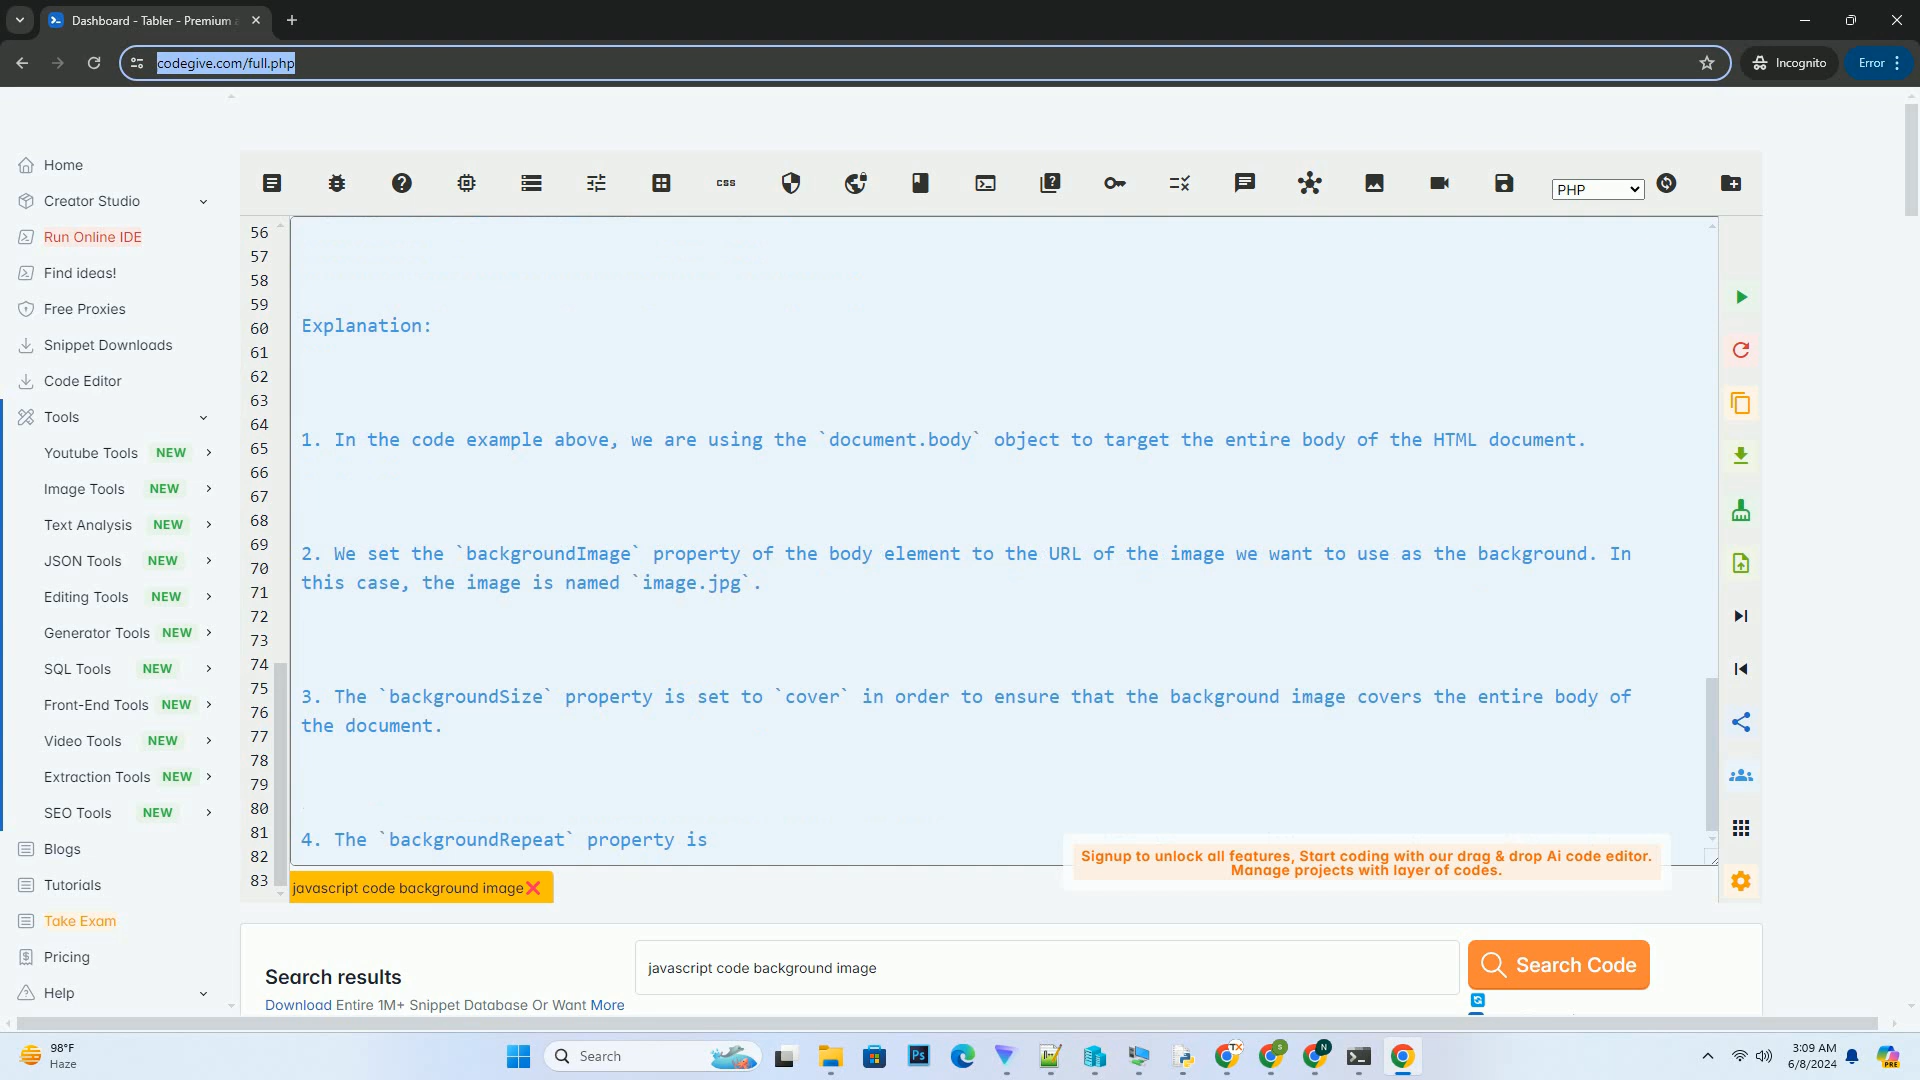 Dashboard - Tabler - Premium
codegive.com/full.php
Incognito
Error
Home
Creator Studio
Run Online IDE
Find ideas!
Free Proxies
Snippet Downloads
Code Editor
Tools
Youtube Tools NEW
Image Tools NEW
Text Analysis NEW
JSON Tools NEW
Editing Tools NEW
Generator Tools NEW
SQL Tools NEW
Front-End Tools NEW
Video Tools NEW
Extraction Tools NEW
SEO Tools NEW
Blogs
Tutorials
Take Exam
Pricing
Help
css
PHP
56
57
58
59
60
61
62
63
64
65
66
67
68
69
70
71
72
73
74
75
76
77
78
79
80
81
82
83
Explanation:
1. In the code example above, we are using the `document.body` object to target the entire body of the HTML document.
2. We set the `backgroundImage` property of the body element to the URL of the image we want to use as the background. In
this case, the image is named `image.jpg`.
3. The `backgroundSize` property is set to `cover` in order to ensure that the background image covers the entire body of
the document.
4. The `backgroundRepeat` property is
Signup to unlock all features, Start coding with our drag & drop Ai code editor.
Manage projects with layer of codes.
javascript code background image
Search results
Download Entire 1M+ Snippet Database Or Want More
javascript code background image
Search Code
98°F
Haze
Search
3:09 AM
6/8/2024